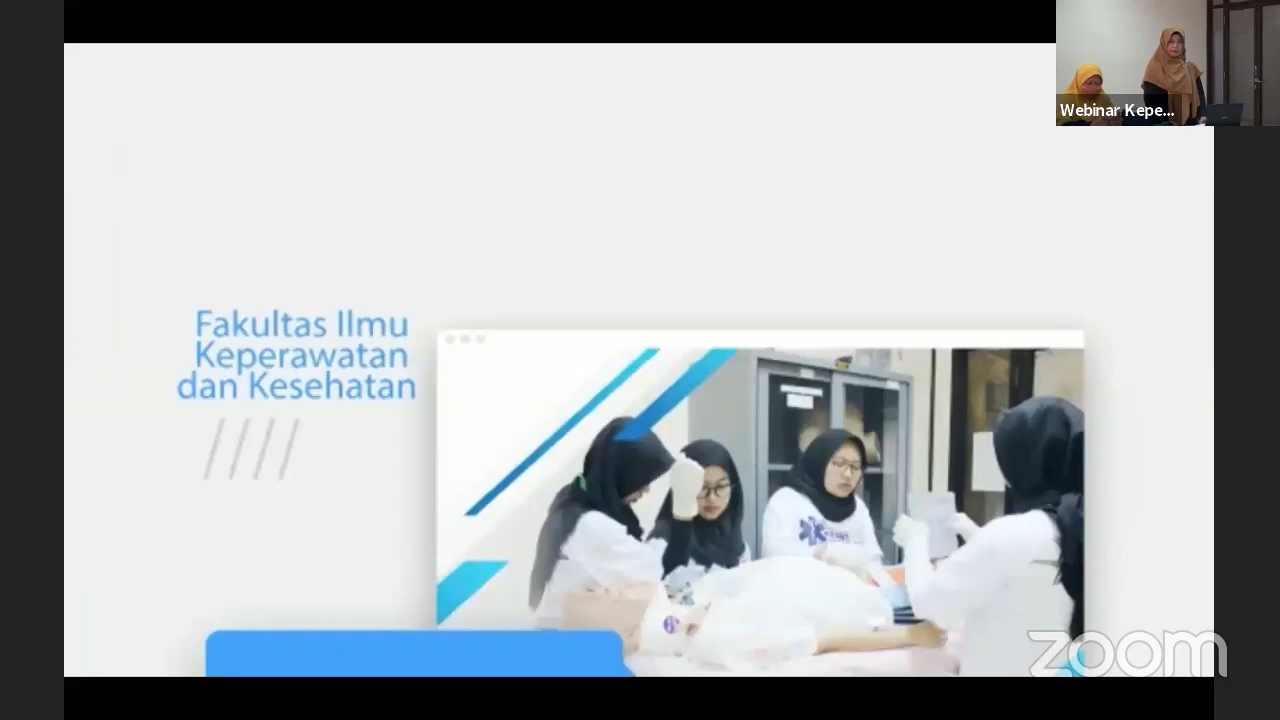 Webinar Kepe...
Fakultas Ilmu
Keperawatan
dan Kesehatan
zoom